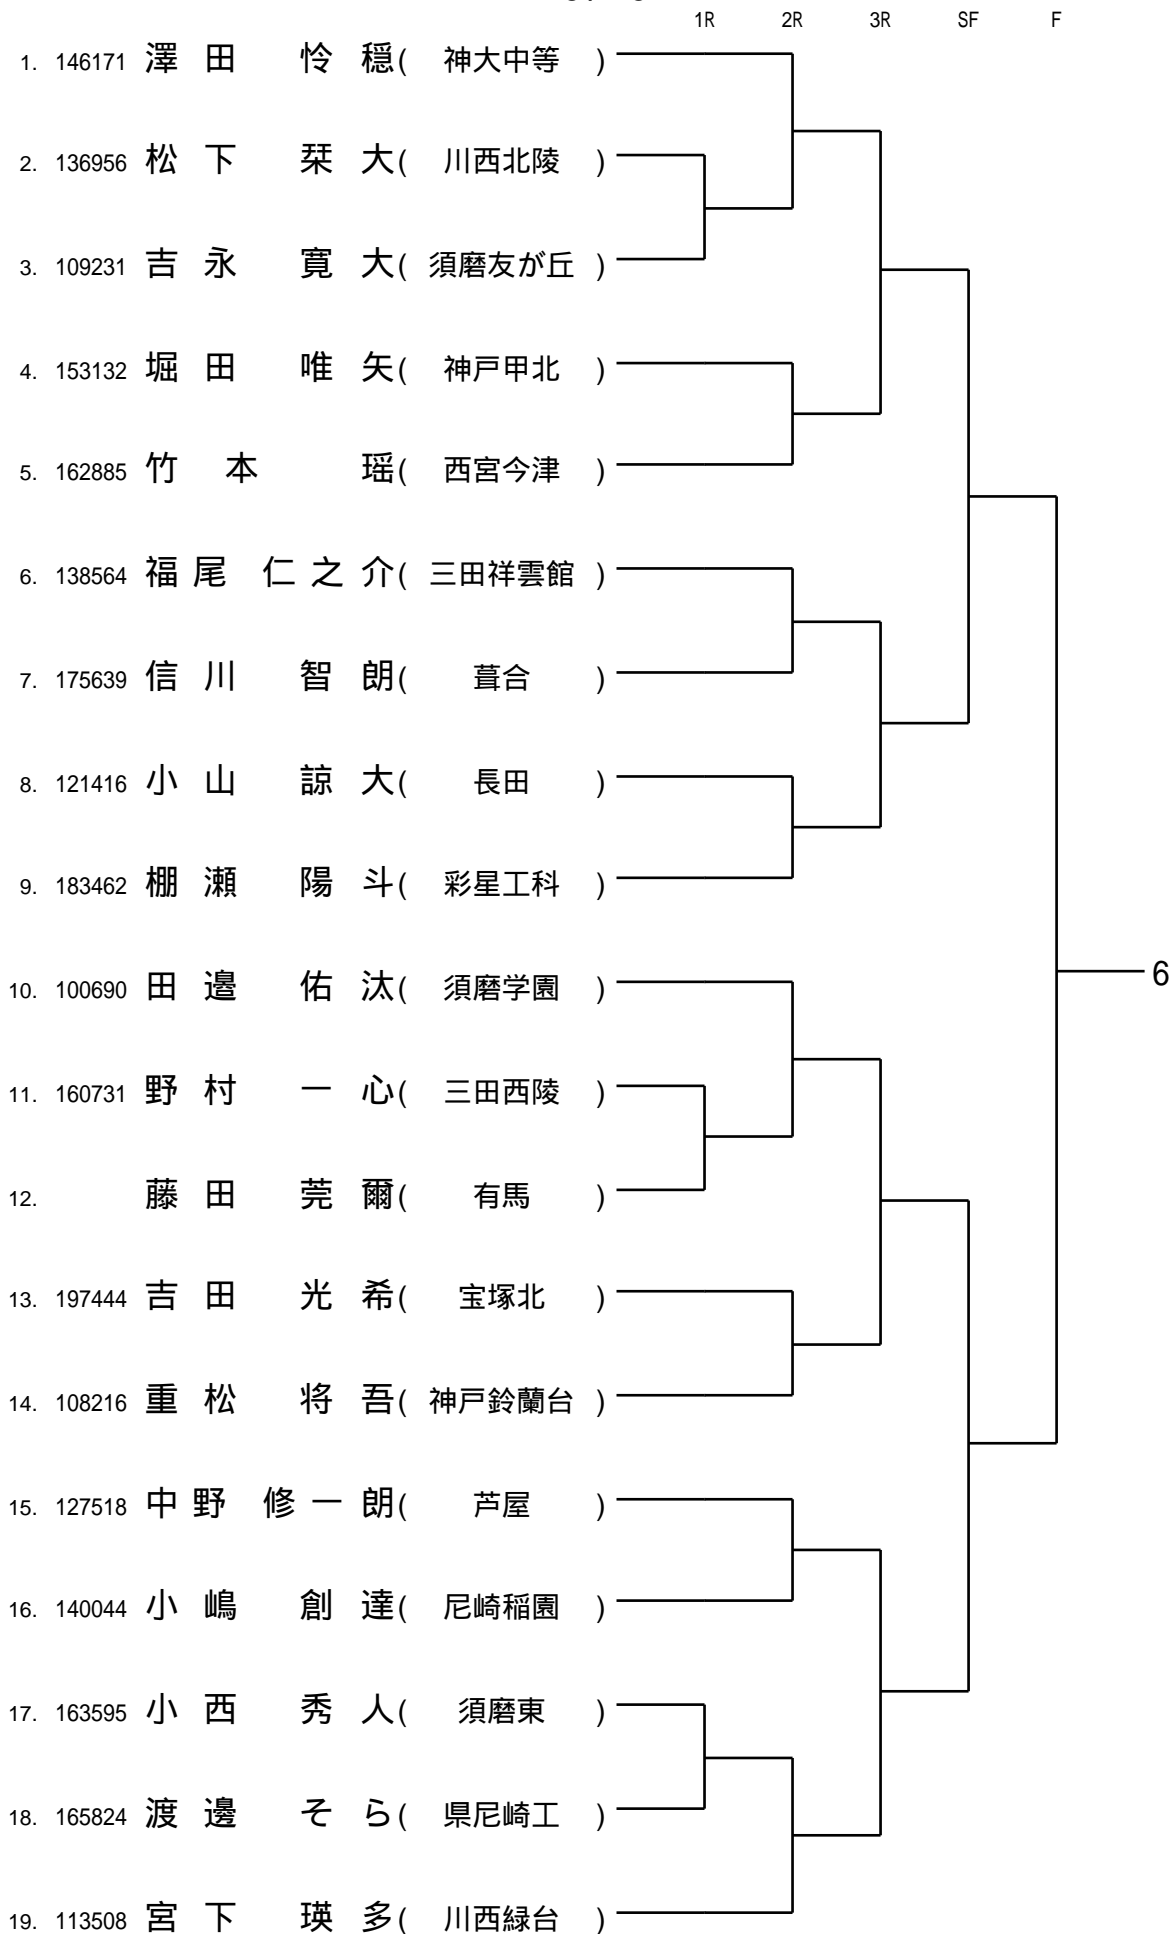 1R 2R 3R SF F
1. 146171 澤田 怜穏( 神大中等 )
2. 136956 松下 栞大( 川西北陵 )
3. 109231 吉永 寛大( 須磨友が丘 )
4. 153132 堀田 唯矢( 神戸甲北 )
5. 162885 竹本 瑶( 西宮今津 )
6. 138564 福尾 仁之介( 三田祥雲館 )
7. 175639 信川 智朗( 葺合 )
8. 121416 小山 諒大( 長田 )
9. 183462 棚瀬 陽斗( 彩星工科 )
10. 100690 田邉 佑汰( 須磨学園 )
6
11. 160731 野村 一心( 三田西陵 )
12. 藤田 莞爾( 有馬 )
13. 197444 吉田 光希( 宝塚北 )
14. 108216 重松 将吾( 神戸鈴蘭台 )
15. 127518 中野 修一朗( 芦屋 )
16. 140044 小嶋 創達( 尼崎稲園 )
17. 163595 小西 秀人( 須磨東 )
18. 165824 渡邊 そら( 県尼崎工 )
19. 113508 宮下 瑛多( 川西緑台 )